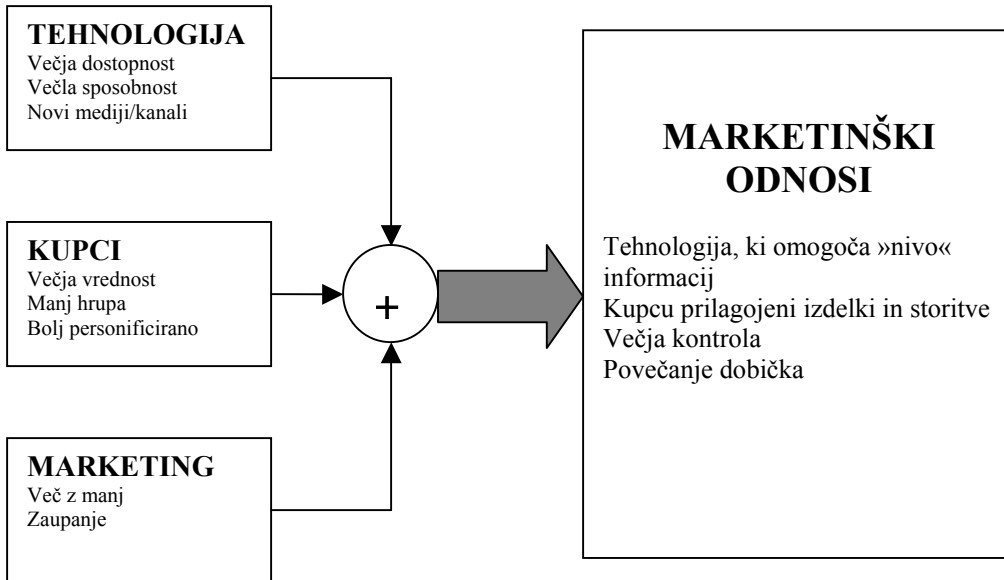 TEHNOLOGIJA
Večja dostopnost
Večla sposobnost
Novi mediji/kanali
KUPCI
Večja vrednost
Manj hrupa
Bolj personificirano
MARKETING
Več z manj
Zaupanje
+
MARKETINŠKI
ODNOSI
Tehnologija, ki omogoča »nivo«
informacij
Kupcu prilagojeni izdelki in storitve
Večja kontrola
Povečanje dobička